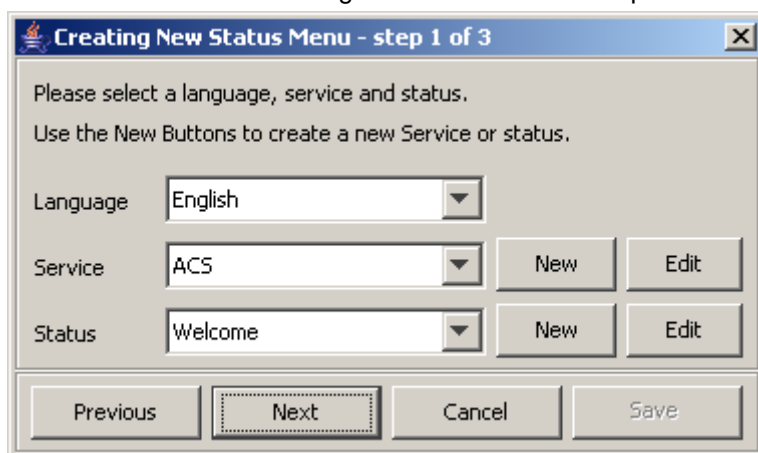 Creating New Status Menu - step 1 of 3
Please select a language, service and status.
Use the New Buttons to create a new Service or status.
Language English
Service ACS New Edit
Status Welcome New Edit
Previous Next Cancel Save